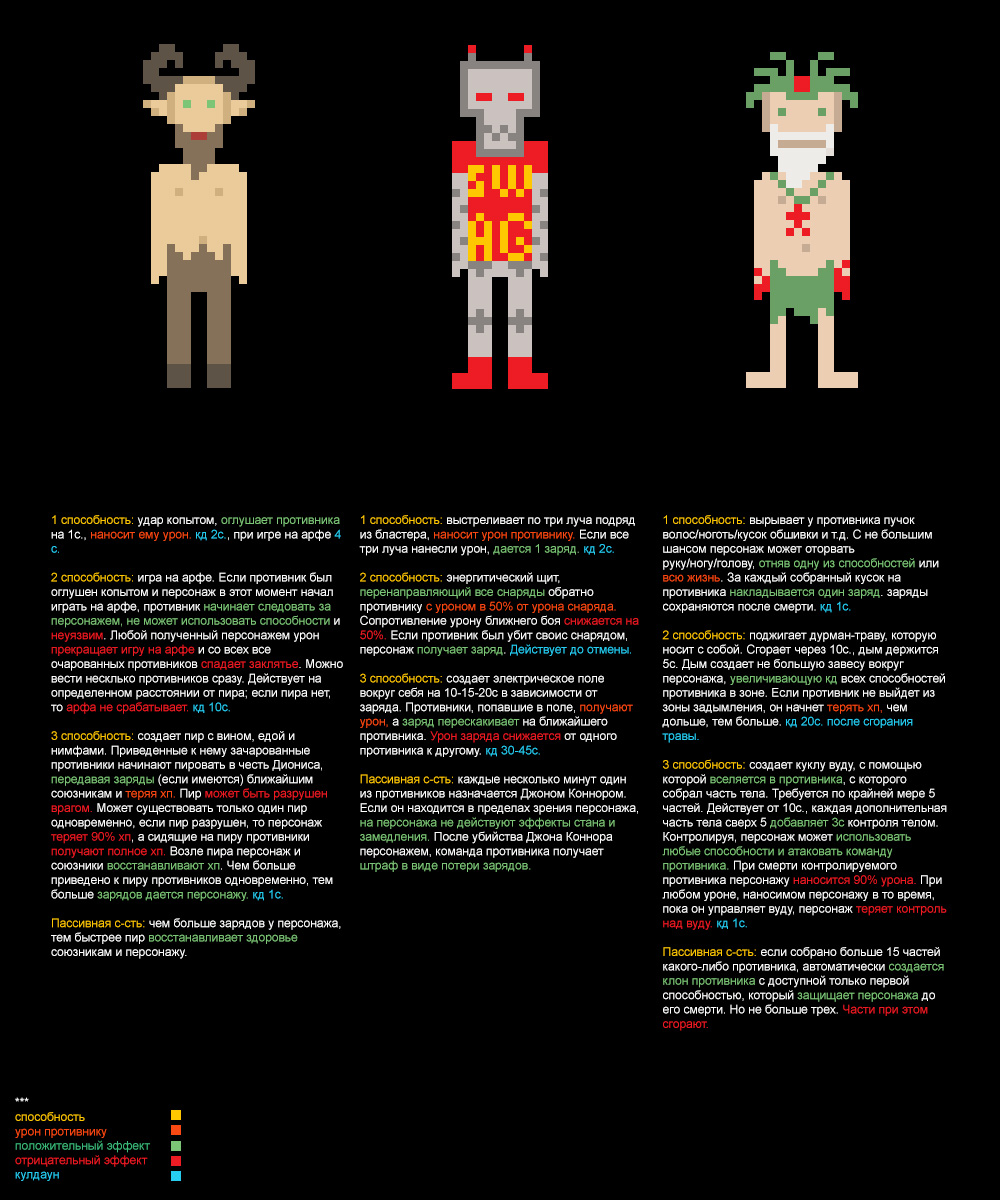 SWAG
1 способность: удар копытом, оглушает противника
на 1с., наносит ему урон. кд 2с., при игре на арфе 4
с.
2 способность: игра на арфе. Если противник был
оглушен копытом и персонаж в этот момент начал
играть на арфе, противник начинает следовать за
персонажем, не может использовать способности и
неуязвим. Любой полученный персонажем урон
прекращает игру на арфе и со всех все
очарованных противников спадает заклятье. Можно
вести несклько противников сразу. Действует на
определенном расстоянии от пира; если пира нет,
то арфа не срабатывает. кд 10с.
3 способность: создает пир с вином, едой и
нимфами. Приведенные к нему зачарованные
противники начинают пировать в честь Диониса,
передавая заряды (если имеются) ближайшим
союзникам и теряя хп. Пир может быть разрушен
врагом. Может существовать только один пир
одновременно, если пир разрушен, то персонаж
теряет 90% хп, а сидящие на пиру противники
получают полное хп. Возле пира персонаж и
союзники восстанавливают хп. Чем больше
приведено к пиру противников одновременно, тем
больше зарядов дается персонажу. кд 1с.
Пассивная с-сть: чем больше зарядов у персонажа,
тем быстрее пир восстанавливает здоровье
союзникам и персонажу.
1 способность: выстреливает по три луча подряд
из бластера, наносит урон противнику. Если все
три луча нанесли урон, дается 1 заряд. кд 2с.
2 способность: энергитический щит,
перенаправляющий все снаряды обратно
противнику с уроном в 50% от урона снаряда.
Сопротивление урону ближнего боя снижается на
50%. Если противник был убит своис снарядом,
персонаж получает заряд. Действует до отмены.
3 способность: создает электрическое поле
вокруг себя на 10-15-20с в зависимости от
заряда. Противники, попавшие в поле, получают
урон, а заряд перескакивает на ближайшего
противника. Урон заряда снижается от одного
противника к другому. кд 30-45с.
Пассивная с-сть: каждые несколько минут один
из противников назначается Джоном Коннором.
Если он находится в пределах зрения персонажа,
на персонажа не действуют эффекты стана и
замедления. После убийства Джона Коннора
персонажем, команда противника получает
штраф в виде потери зарядов.
1 способность: вырывает у противника пучок
волос/ноготь/кусок обшивки и т.д. С не большим
шансом персонаж может оторвать
руку/ногу/голову, отняв одну из способностей или
всю жизнь. За каждый собранный кусок на
противника накладывается один заряд. заряды
сохраняются после смерти. кд 1с.
2 способность: поджигает дурман-траву, которую
носит с собой. Сгорает через 10с., дым держится
5с. Дым создает не большую завесу вокруг
персонажа, увеличивающую кд всех способностей
противника в зоне. Если противник не выйдет из
зоны задымления, он начнет терять хп, чем
дольше, тем больше. кд 20с. после сгорания
травы.
3 способность: создает куклу вуду, с помощью
которой вселяется в противника, с которого
собрал часть тела. Требуется по крайней мере 5
частей. Действует от 10с., каждая дополнительная
часть тела сверх 5 добавляет 3с контроля телом.
Контролируя, персонаж может использовать
любые способности и атаковать команду
противника. При смерти контролируемого
противника персонажу наносится 90% урона. При
любом уроне, наносимом персонажу в то время,
пока он управляет вуду, персонаж теряет контроль
над вуду. кд 1с.
Пассивная с-сть: если собрано больше 15 частей
какого-либо противника, автоматически создается
клон противника с доступной только первой
способностью, который защищает персонажа до
его смерти. Но не больше трех. Части при этом
сгорают.
***
способность
урон противнику
положительный эффект
отрицательный эффект
кулдаун